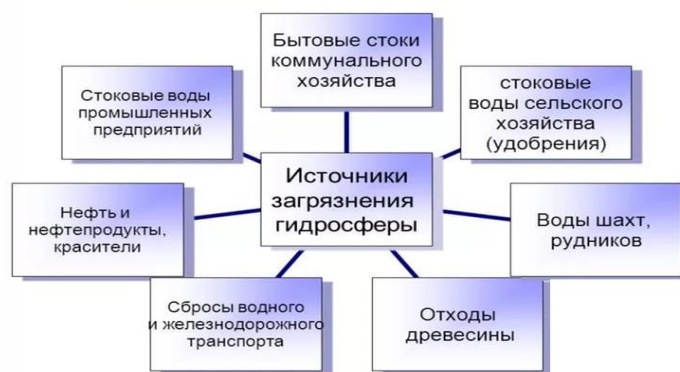 Бытовые стоки
коммунального
хозяйства
Стоковые воды
промышленных
предприятий
стоковые
воды сельского
хозяйства
(удобрения)
Источники
загрязнения
гидросферы
Нефть и
нефтепродукты,
красители
Воды шахт,
рудников
Сбросы водного
и железнодорожного
транспорта
Отходы
древесины